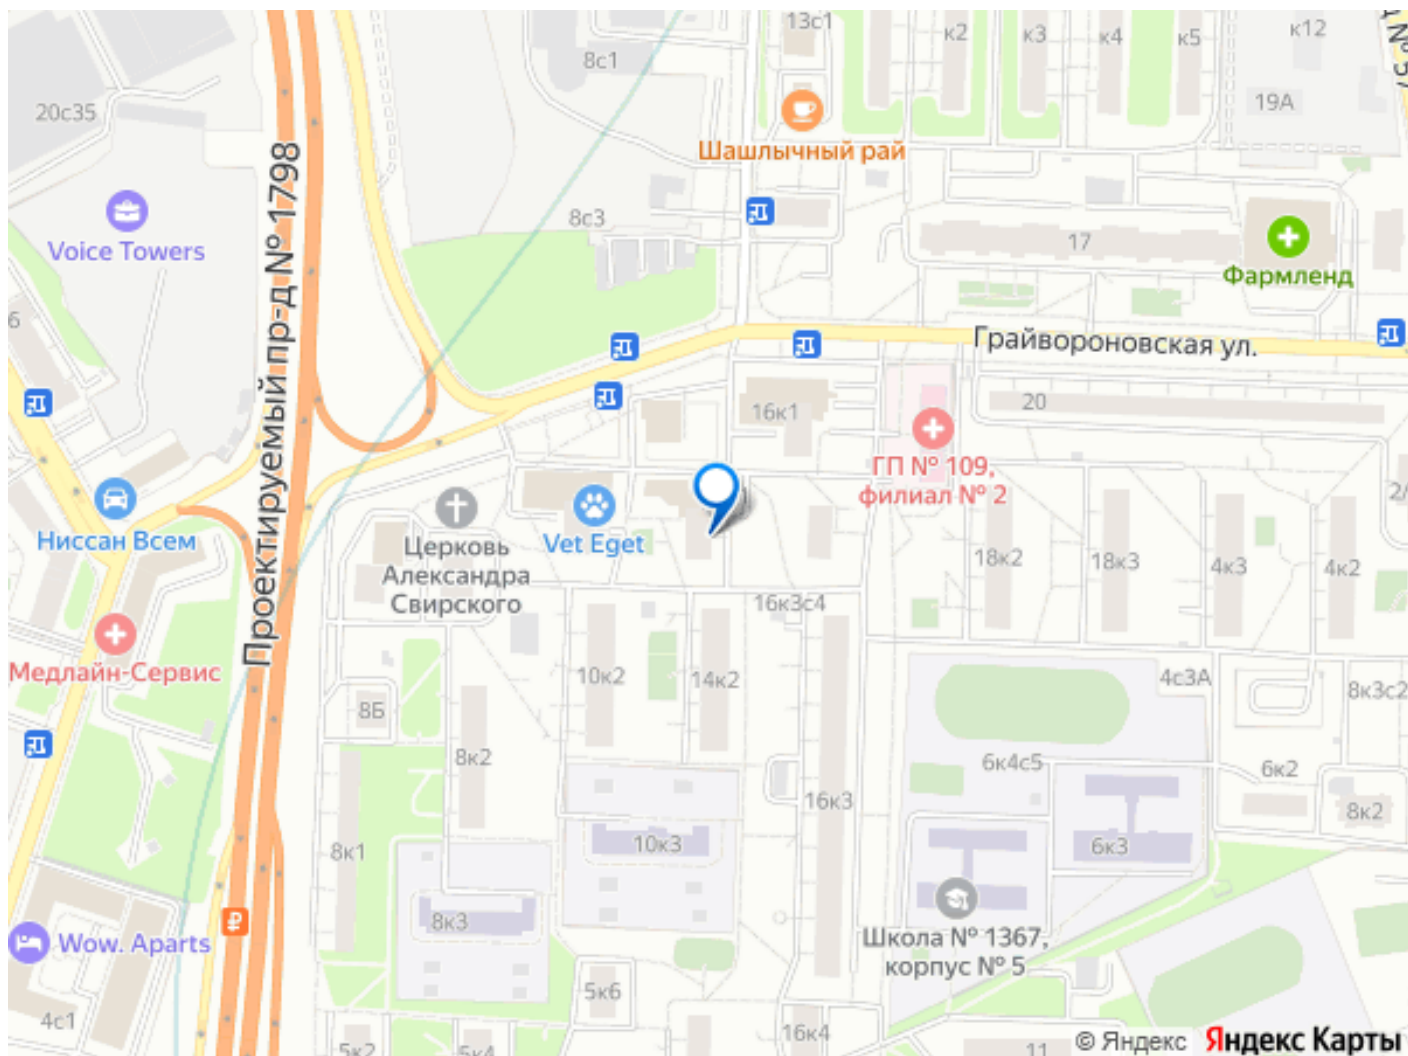 13с1
к2
к3
к4
к5
к12
8с1
20с35
19А
Шашлычный рай
8с3
17
Voice Towers
Фармленд
Проектируемый пр-д № 1798
6
Грайвороновская ул.
20
16к1
ГП № 109,
филиал № 2
2/
Ниссан Всем
Церковь
Александра
Свирского
Vet Eget
18к2
18к3
4к3
4к2
16к3с4
Медлайн-Сервис
10к2
14к2
4с3А
8к3с2
8Б
8к2
6к4с5
6к2
16к3
8к2
10к3
6к3
8к1
8к3
Школа № 1367,
корпус № 5
Wow. Aparts
5к6
4с1
16к4
5к2
5к4
11
© Яндекс Яндекс Карты